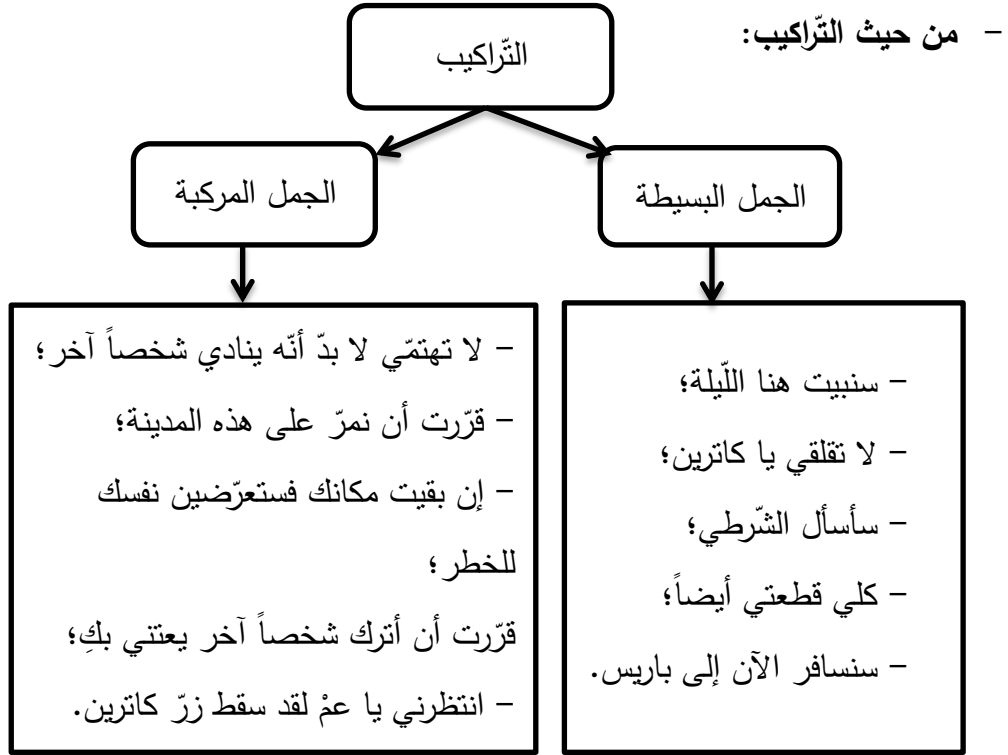 - من حيث التّراكيب:
التّراكيب
الجمل البسيطة
الجمل المركبة
- سنبيت هنا اللّيلة؛
- لا تقلقي يا كاترين؛
- سأسأل الشّرطي؛
- كلي قطعتي أيضاً؛
- سنسافر الآن إلى باريس.
- لا تهتمّي لا بدّ أنّه ينادي شخصاً آخر؛
- قرّرت أن نمرّ على هذه المدينة؛
- إن بقيت مكانك فستعرّضين نفسك
للخطر؛
قرّرت أن أترك شخصاً آخر يعتني بكِ؛
- انتظرني يا عمْ لقد سقط زرّ كاترين.